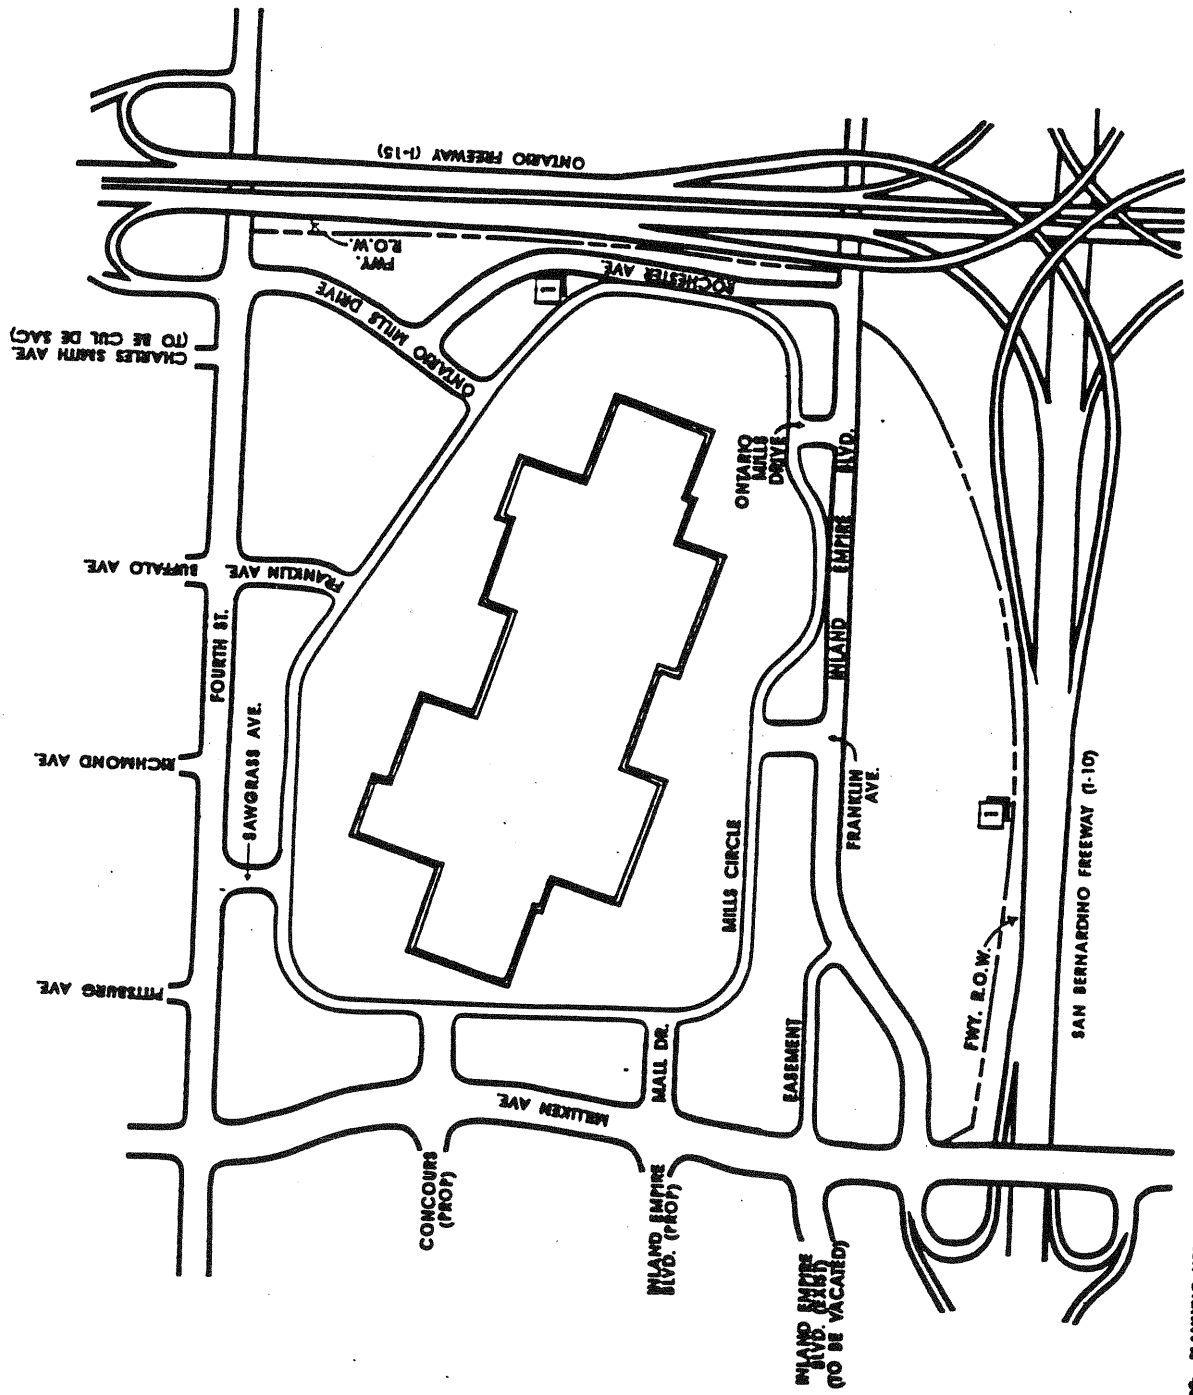 ONTARIO FREEWAY (I-15)
FWY.
R.O.W.
ROCHESTER AVE.
1
ONTARIO MILLS DRIVE
CHARLES SMITH AVE.
(TO BE CUL DE SAC)
BUFFALO AVE.
FRANKLIN AVE.
FOURTH ST.
RICHMOND AVE.
SAWGRASS AVE.
PITTSBURG AVE.
ONTARIO
MILLS
DRIVE
INLAND EMPIRE BLVD.
FRANKLIN
AVE.
MILLS CIRCLE
1
FWY. R.O.W.
SAN BERNARDINO FREEWAY (I-10)
EASEMENT
MALL DR.
MILLIKEN AVE.
CONCOURS
(PROP)
INLAND EMPIRE
BLVD. (PROP)
INLAND EMPIRE
BLVD. (EXIST)
(TO BE VACATED)